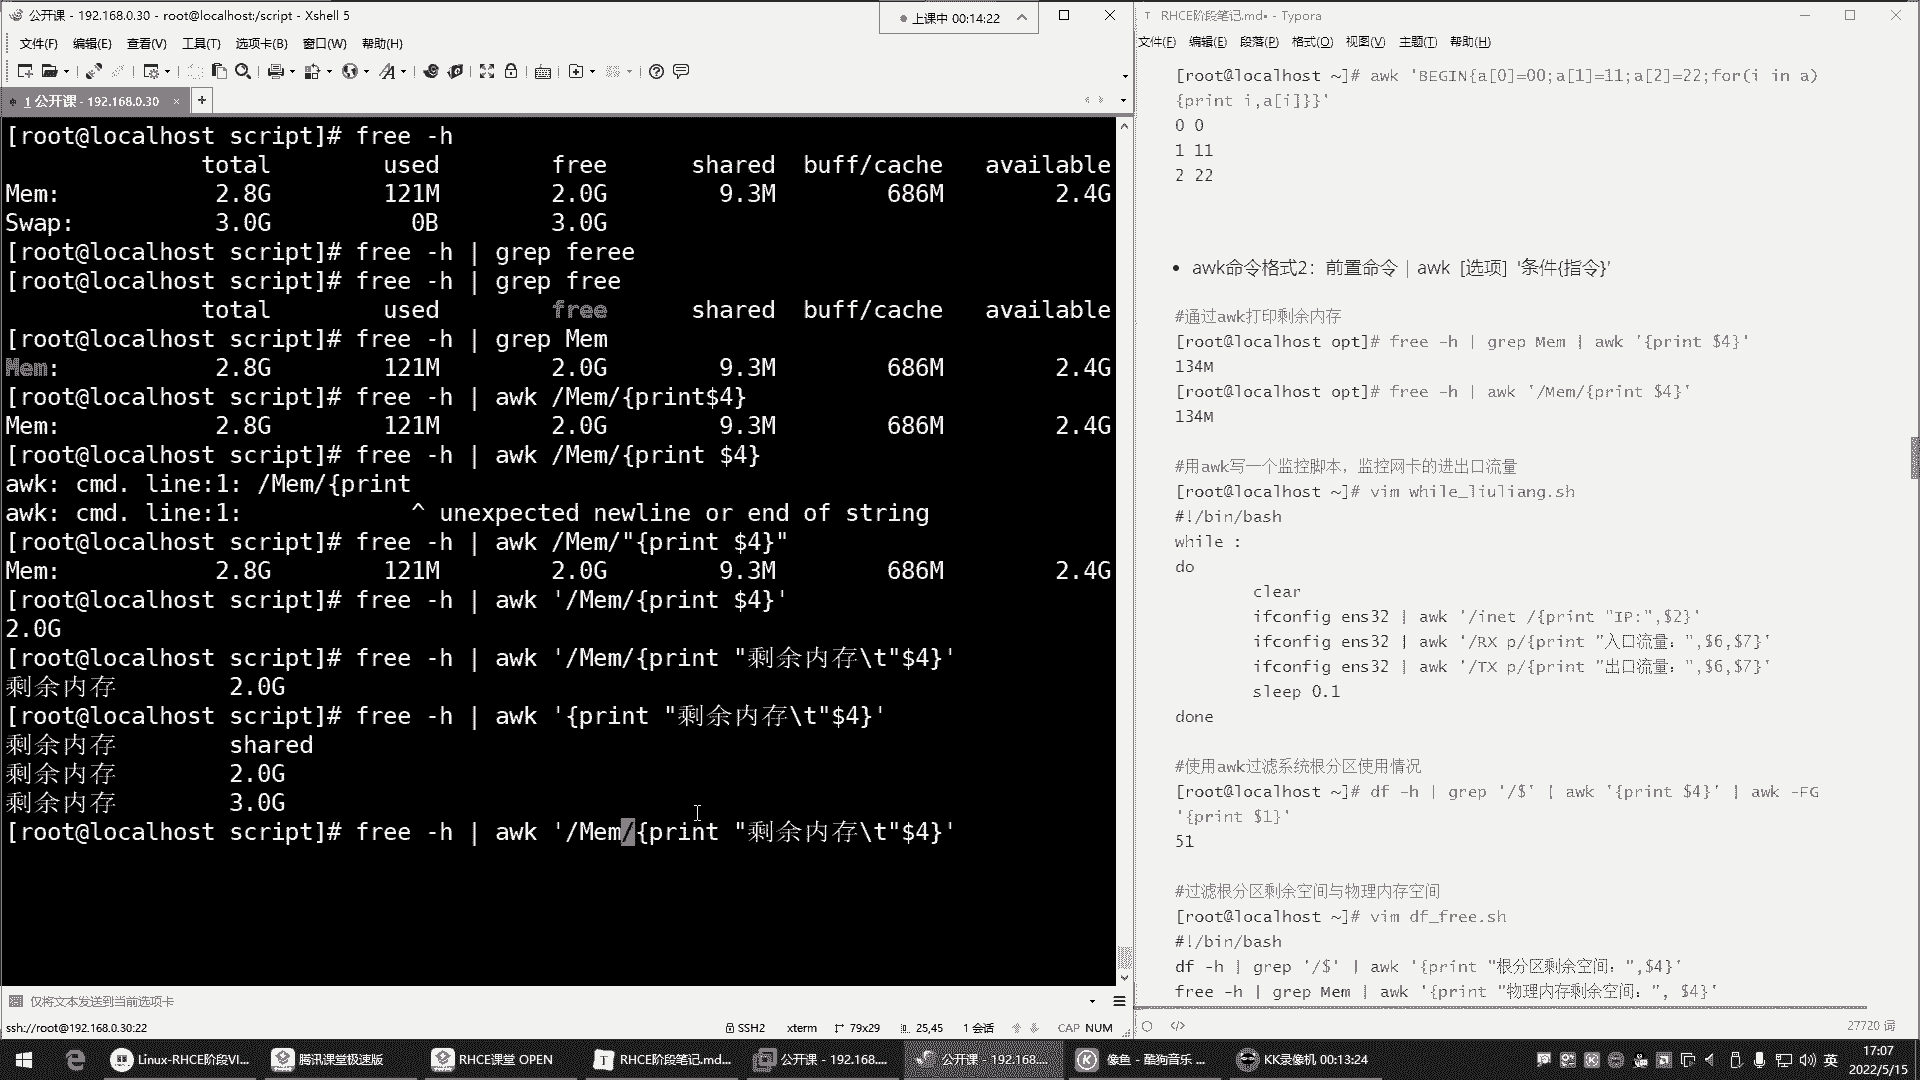 公开课 - 192.168.0.30 - root@localhost:/script - Xshell 5
上课中 00:14:22
文件(F) 编辑(E) 查看(V) 工具(T) 选项卡(B) 窗口(W) 帮助(H)
1 公开课 - 192.168.0.30 × +
[root@localhost script]# free -h
total used free shared buff/cache available
Mem: 2.8G 121M 2.0G 9.3M 686M 2.4G
Swap: 3.0G 0B 3.0G
[root@localhost script]# free -h | grep feree
[root@localhost script]# free -h | grep free
total used free shared buff/cache available
[root@localhost script]# free -h | grep Mem
Mem: 2.8G 121M 2.0G 9.3M 686M 2.4G
[root@localhost script]# free -h | awk /Mem/{print$4}
Mem: 2.8G 121M 2.0G 9.3M 686M 2.4G
[root@localhost script]# free -h | awk /Mem/{print $4}
awk: cmd. line:1: /Mem/{print
awk: cmd. line:1: ^ unexpected newline or end of string
[root@localhost script]# free -h | awk /Mem/"{print $4}"
Mem: 2.8G 121M 2.0G 9.3M 686M 2.4G
[root@localhost script]# free -h | awk '/Mem/{print $4}'
2.0G
[root@localhost script]# free -h | awk '/Mem/{print "剩余内存\t"$4}'
剩余内存 2.0G
[root@localhost script]# free -h | awk '{print "剩余内存\t"$4}'
剩余内存 shared
剩余内存 2.0G
剩余内存 3.0G
[root@localhost script]# free -h | awk '/Mem/{print "剩余内存\t"$4}'
仅将文本发送到当前选项卡
ssh://root@192.168.0.30:22 SSH2 xterm 79x29 25,45 1 会话 CAP NUM
RHCE阶段笔记.md• - Typora
文件(F) 编辑(E) 段落(P) 格式(O) 视图(V) 主题(T) 帮助(H)
[root@localhost ~]# awk 'BEGIN{a[0]=00;a[1]=11;a[2]=22;for(i in a)
{print i,a[i]}}'
0 0
1 11
2 22
• awk命令格式2：前置命令 | awk [选项] '条件{指令}'
#通过awk打印剩余内存
[root@localhost opt]# free -h | grep Mem | awk '{print $4}'
134M
[root@localhost opt]# free -h | awk '/Mem/{print $4}'
134M
#用awk写一个监控脚本，监控网卡的进出口流量
[root@localhost ~]# vim while_liuliang.sh
#!/bin/bash
while :
do
clear
ifconfig ens32 | awk '/inet /{print "IP:",$2}'
ifconfig ens32 | awk '/RX p/{print "入口流量：",$6,$7}'
ifconfig ens32 | awk '/TX p/{print "出口流量：",$6,$7}'
sleep 0.1
done
#使用awk过滤系统根分区使用情况
[root@localhost ~]# df -h | grep '/$' | awk '{print $4}' | awk -FG
'{print $1}'
51
#过滤根分区剩余空间与物理内存空间
[root@localhost ~]# vim df_free.sh
#!/bin/bash
df -h | grep '/$' | awk '{print "根分区剩余空间：",$4}'
free -h | grep Mem | awk '{print "物理内存剩余空间：", $4}'
</> 27720 词
Linux-RHCE阶段VI... 腾讯课堂极速版 RHCE课堂 OPEN RHCE阶段笔记.md... 公开课 - 192.168.... 公开课 - 192.168.... 像鱼 - 酷狗音乐 ... KK录像机 00:13:24 英 17:07
2022/5/15